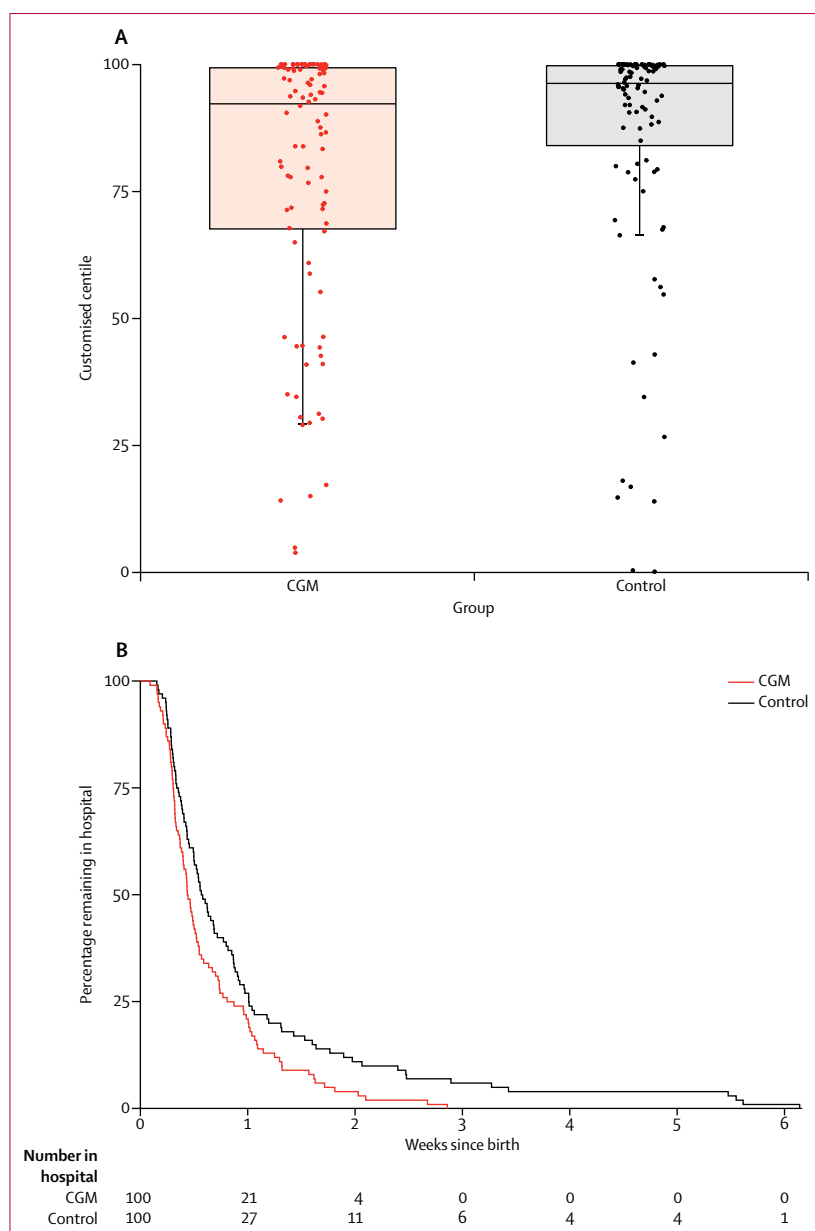 A
100
75
50
25
0
Customised centile
CGM
Control
Group
B
100
75
50
25
0
Percentage remaining in hospital
CGM
Control
0 1 2 3 4 5 6
Weeks since birth
Number in
hospital
CGM 100 21 4 0 0 0 0
Control 100 27 11 6 4 4 1